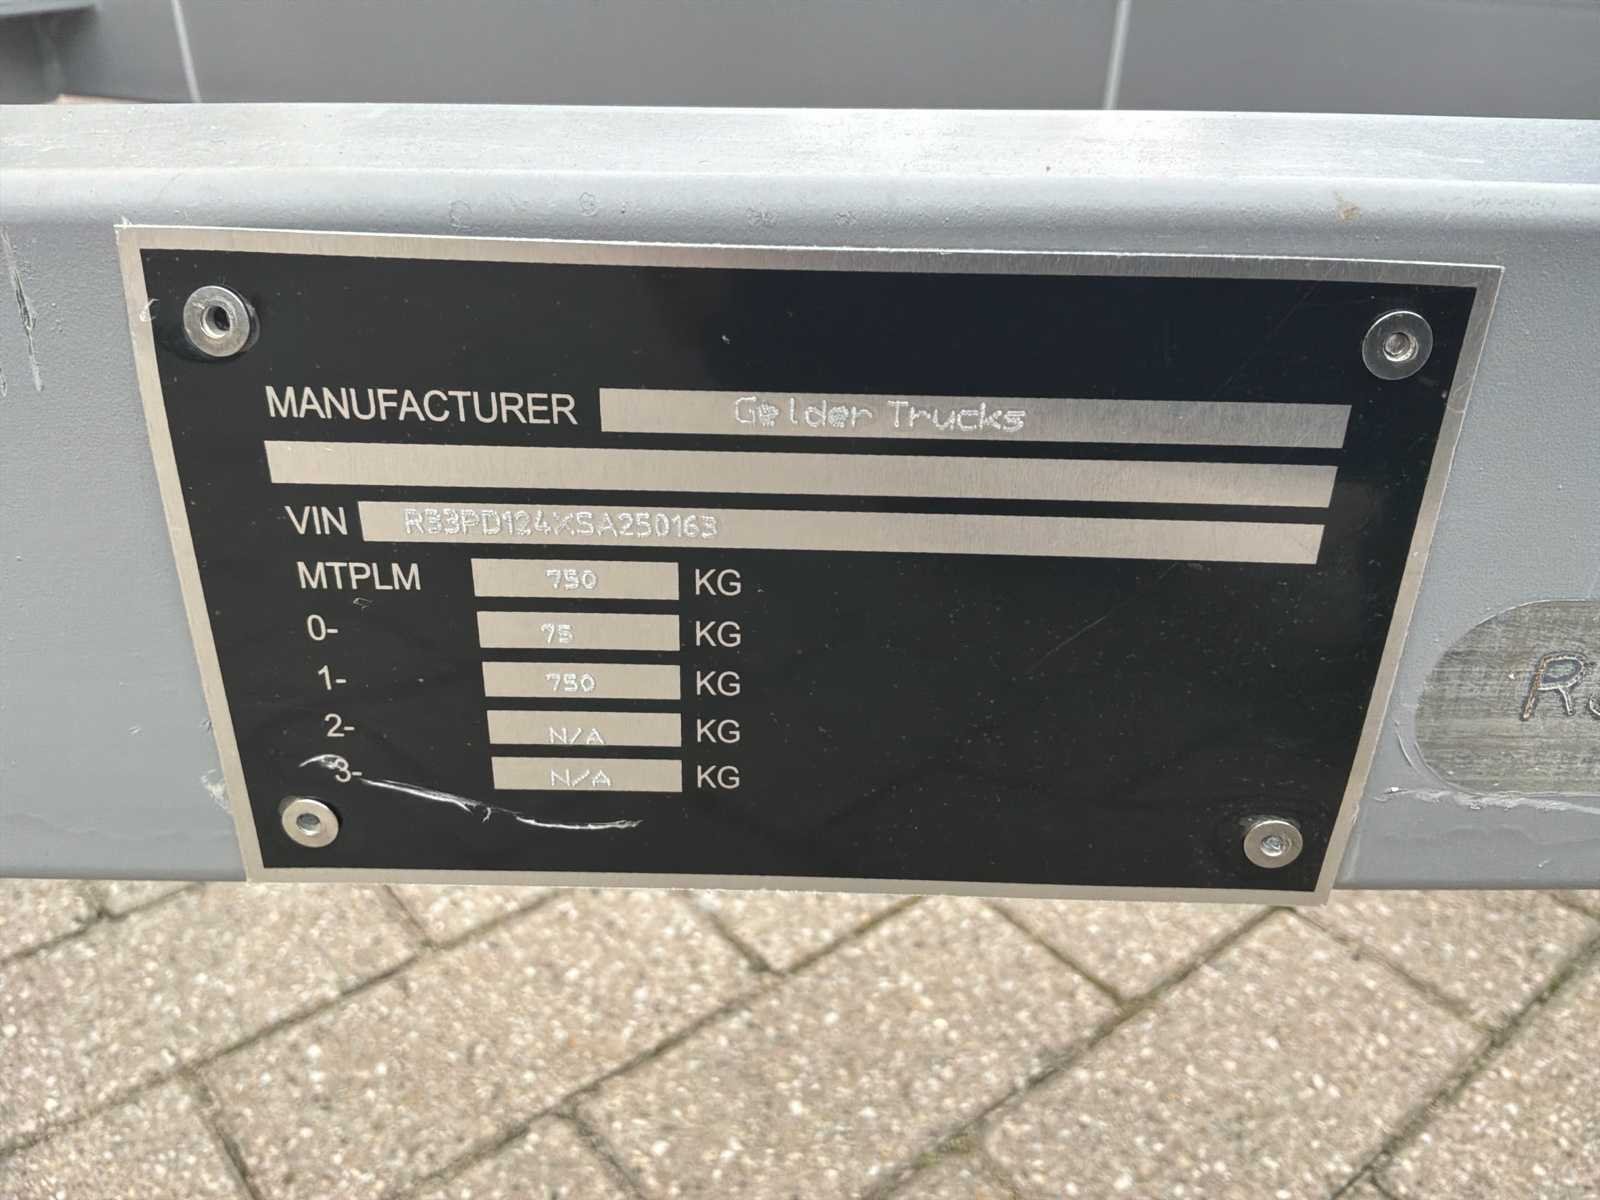 MANUFACTURER Gelder Trucks
VIN R33PD124XSA250163
MTPLM 750 KG
0- 75 KG
1- 750 KG
2- N/A KG
3- N/A KG